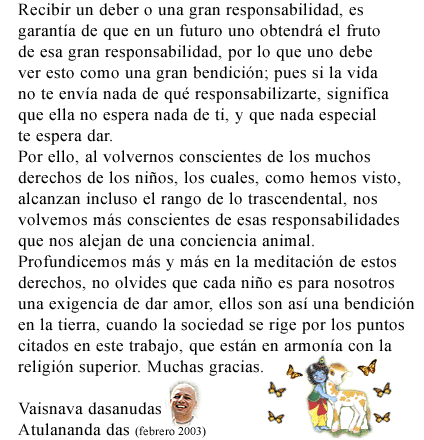 Recibir un deber o una gran responsabilidad, es
garantía de que en un futuro uno obtendrá el fruto
de esa gran responsabilidad, por lo que uno debe
ver esto como una gran bendición; pues si la vida
no te envía nada de qué responsabilizarte, significa
que ella no espera nada de ti, y que nada especial
te espera dar.
Por ello, al volvernos conscientes de los muchos
derechos de los niños, los cuales, como hemos visto,
alcanzan incluso el rango de lo trascendental, nos
volvemos más conscientes de esas responsabilidades
que nos alejan de una conciencia animal.
Profundicemos más y más en la meditación de estos
derechos, no olvides que cada niño es para nosotros
una exigencia de dar amor, ellos son así una bendición
en la tierra, cuando la sociedad se rige por los puntos
citados en este trabajo, que están en armonía con la
religión superior. Muchas gracias.
Vaisnava dasanudas
Atulananda das (febrero 2003)